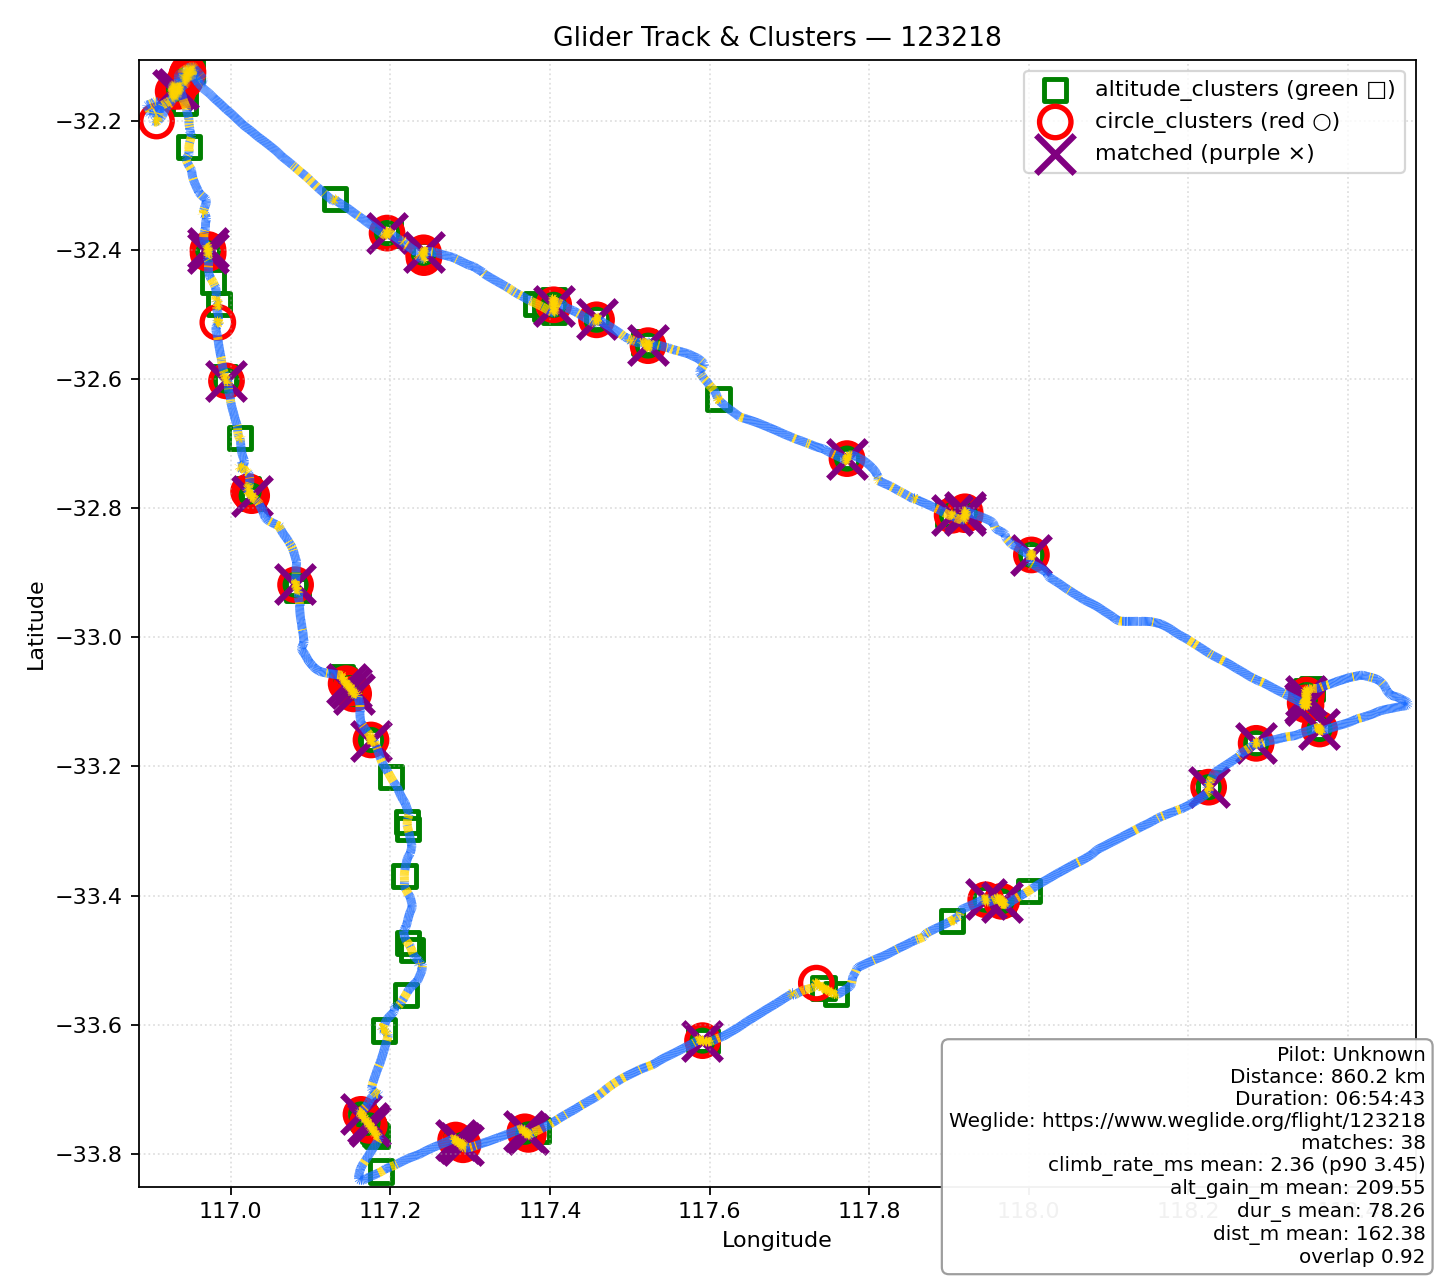 Glider Track & Clusters — 123218
altitude_clusters (green □)
circle_clusters (red ○)
matched (purple ×)
−32.2
−32.4
−32.6
−32.8
−33.0
−33.2
−33.4
−33.6
−33.8
Latitude
117.0
117.2
117.4
117.6
117.8
118.0
118.2
Longitude
Pilot: Unknown
Distance: 860.2 km
Duration: 06:54:43
Weglide: https://www.weglide.org/flight/123218
matches: 38
climb_rate_ms mean: 2.36 (p90 3.45)
alt_gain_m mean: 209.55
dur_s mean: 78.26
dist_m mean: 162.38
overlap 0.92